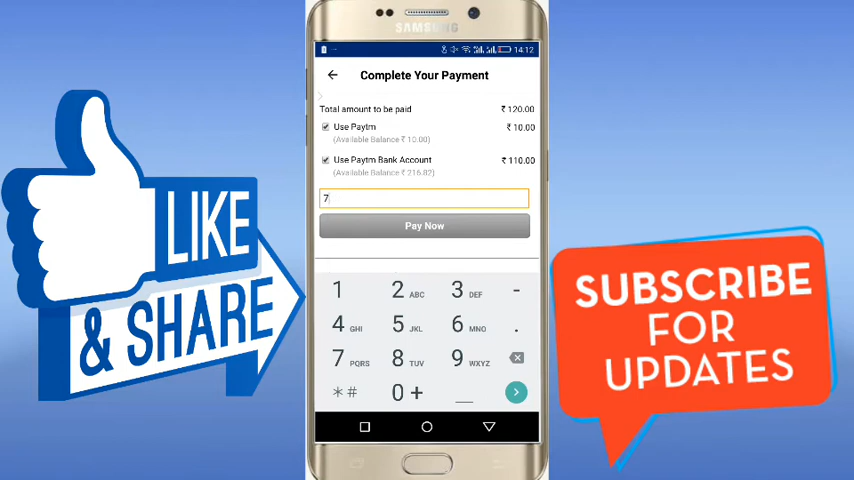 SAMSUNG
14:12
Complete Your Payment
Total amount to be paid ₹ 120.00
Use Paytm ₹ 10.00
(Available Balance ₹ 10.00)
Use Paytm Bank Account ₹ 110.00
(Available Balance ₹ 216.82)
7
Pay Now
1 2 ABC 3 DEF -
4 GHI 5 JKL 6 MNO .
7 PQRS 8 TUV 9 WXYZ
*# 0 +
LIKE
& SHARE
SUBSCRIBE
FOR
UPDATES